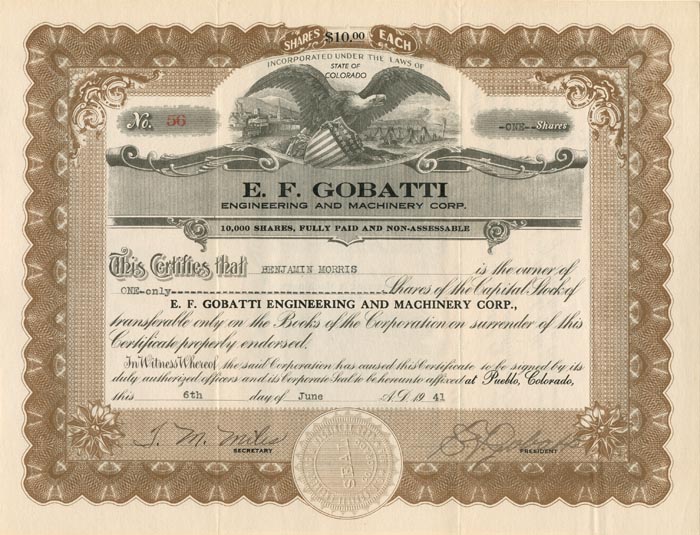 SHARES $10.00 EACH
INCORPORATED UNDER THE LAWS OF
STATE OF
COLORADO
No. 56
-ONE-- Shares
E. F. GOBATTI
ENGINEERING AND MACHINERY CORP.
10,000 SHARES, FULLY PAID AND NON-ASSESSABLE
This Certifies that BENJAMIN MORRIS is the owner of
ONE-only------------------------------ Shares of the Capital Stock of
E. F. GOBATTI ENGINEERING AND MACHINERY CORP.,
transferable only on the Books of the Corporation on surrender of this
Certificate properly endorsed.
In Witness Whereof, the said Corporation has caused this Certificate to be signed by its
duly authorized officers and its Corporate Seal to be hereunto affixed at Pueblo, Colorado,
this 6th day of June A.D. 1941
J. M. Miles
SECRETARY
PRESIDENT
SEAL